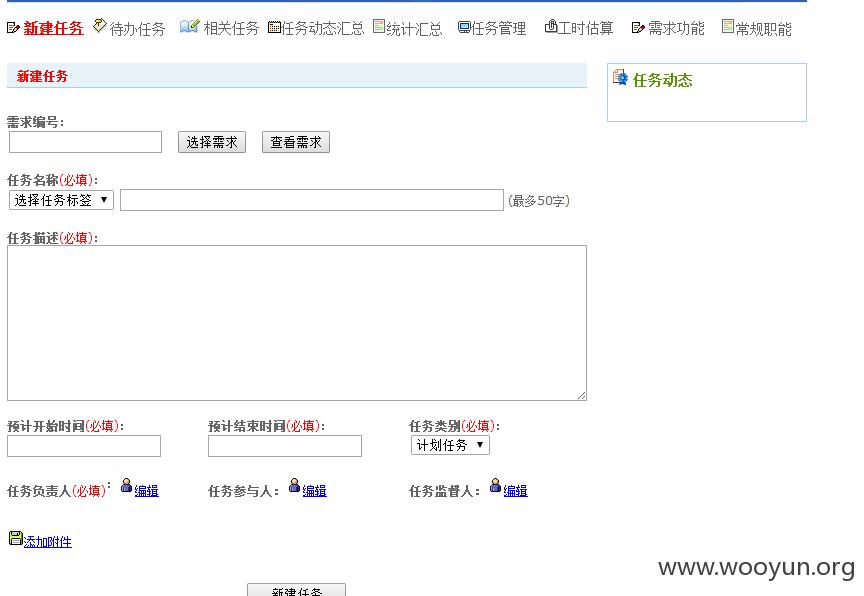 新建任务 待办任务 相关任务 任务动态汇总 统计汇总 任务管理 工时估算 需求功能 常规职能
新建任务
任务动态
需求编号:
选择需求 查看需求
任务名称(必填):
选择任务标签 ▼ (最多50字)
任务描述(必填):
预计开始时间(必填): 预计结束时间(必填): 任务类别(必填):
计划任务 ▼
任务负责人(必填): 编辑 任务参与人: 编辑 任务监督人: 编辑
添加附件
新建任务
www.wooyun.org